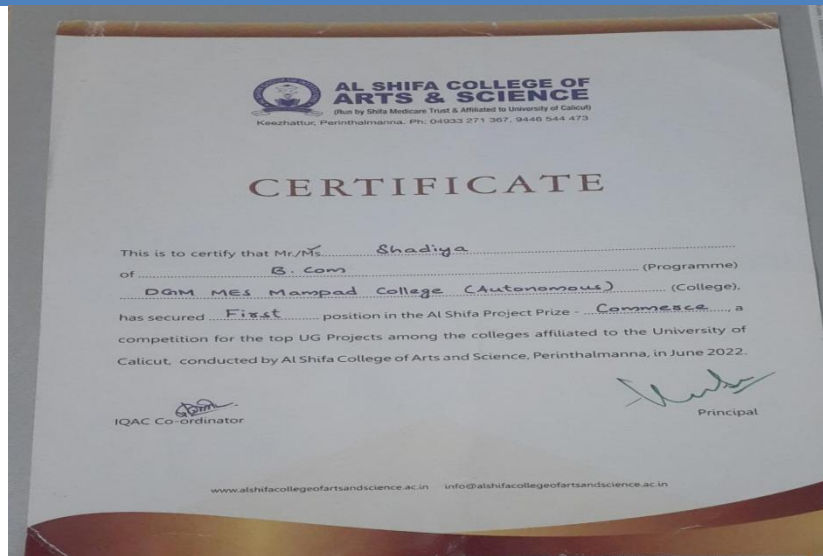 AL SHIFA COLLEGE OF
ARTS & SCIENCE
(Run by Shifa Medicare Trust & Affiliated to University of Calicut)
Keezhattur, Perinthalmanna. Ph: 04933 271 367, 9446 544 473
CERTIFICATE
This is to certify that Mr./Ms. Shadiya
of B. Com (Programme)
DGM MES Mampad College (Autonomous) (College),
has secured First position in the Al Shifa Project Prize - Commerce, a
competition for the top UG Projects among the colleges affiliated to the University of
Calicut, conducted by Al Shifa College of Arts and Science, Perinthalmanna, in June 2022.
IQAC Co-ordinator
Principal
www.alshifacollegeofartsandscience.ac.in info@alshifacollegeofartsandscience.ac.in